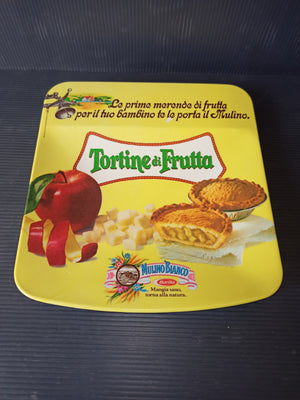 Le prime merende di frutta
per il tuo bambino te le porta il Mulino.
Tortine di Frutta
MULINO BIANCO
Barilla
Mangia sano,
torna alla natura.